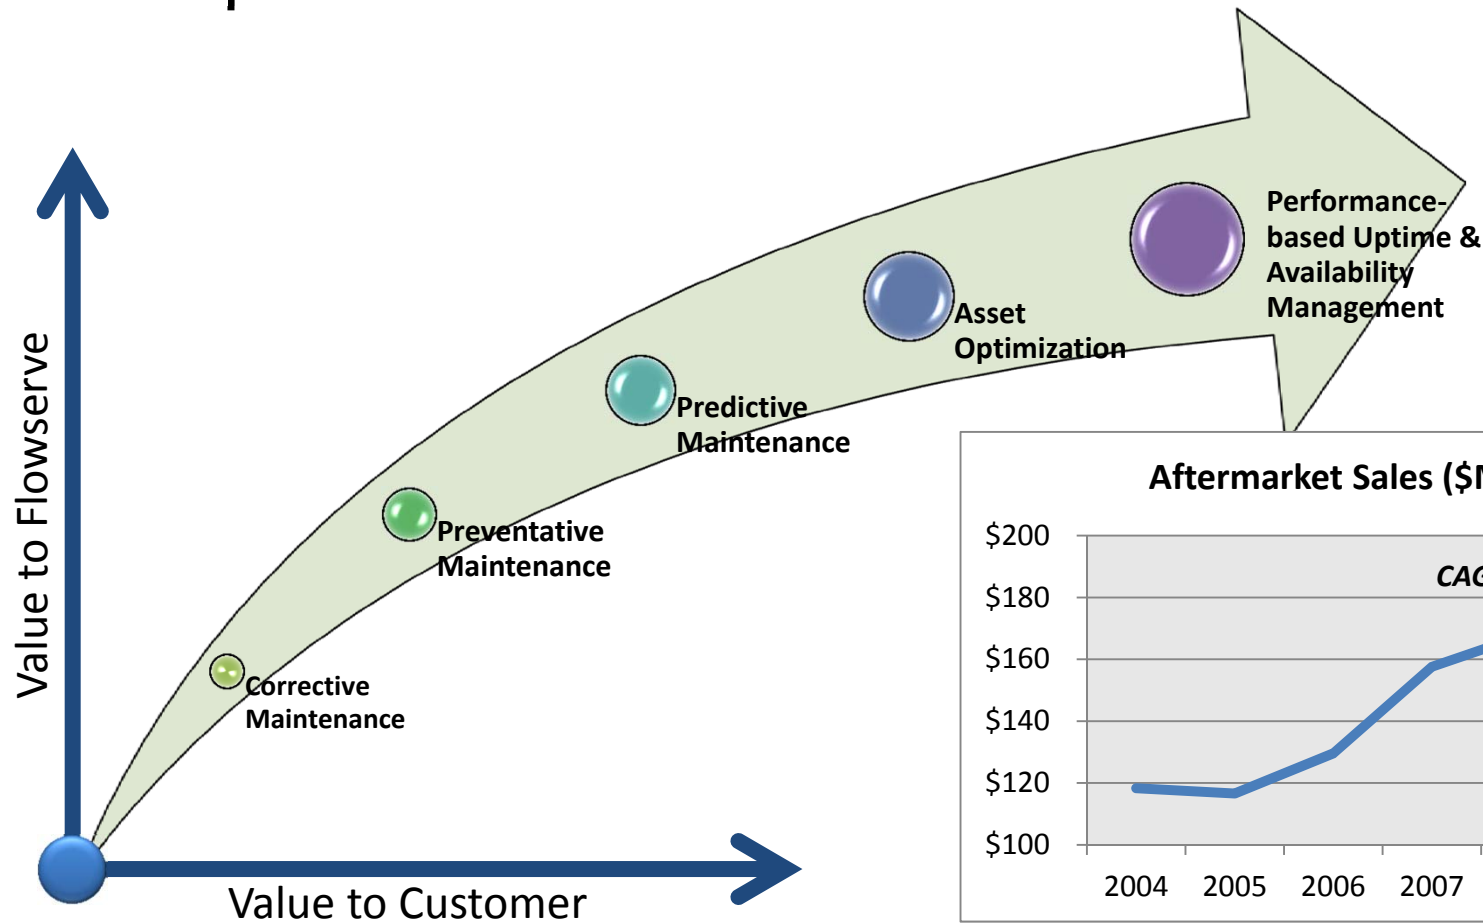 Performance-
based Uptime &
Availability
Management
Asset
Optimization
Predictive
Maintenance
Preventative
Maintenance
Corrective
Maintenance
Value to Flowserve
Value to Customer
Aftermarket Sales ($
$200
$180
$160
$140
$120
$100
2004 2005 2006 2007